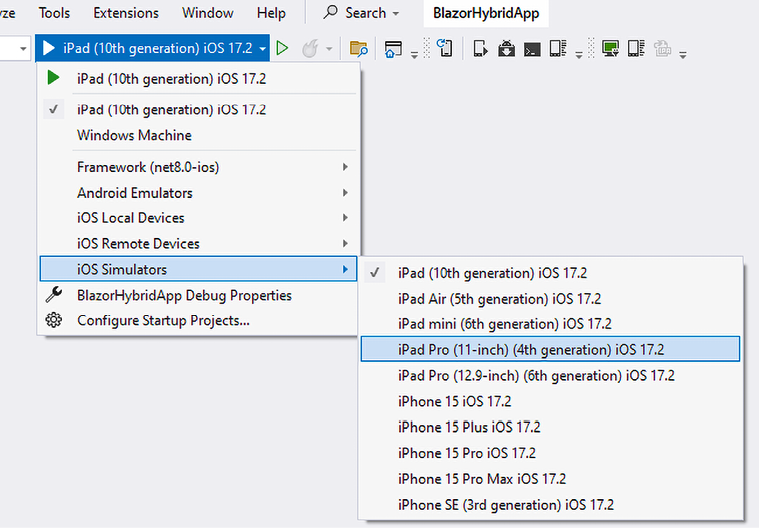 yze Tools Extensions Window Help Search BlazorHybridApp
iPad (10th generation) iOS 17.2
iPad (10th generation) iOS 17.2
iPad (10th generation) iOS 17.2
Windows Machine
Framework (net8.0-ios)
Android Emulators
iOS Local Devices
iOS Remote Devices
iOS Simulators
BlazorHybridApp Debug Properties
Configure Startup Projects...
iPad (10th generation) iOS 17.2
iPad Air (5th generation) iOS 17.2
iPad mini (6th generation) iOS 17.2
iPad Pro (11-inch) (4th generation) iOS 17.2
iPad Pro (12.9-inch) (6th generation) iOS 17.2
iPhone 15 iOS 17.2
iPhone 15 Plus iOS 17.2
iPhone 15 Pro iOS 17.2
iPhone 15 Pro Max iOS 17.2
iPhone SE (3rd generation) iOS 17.2